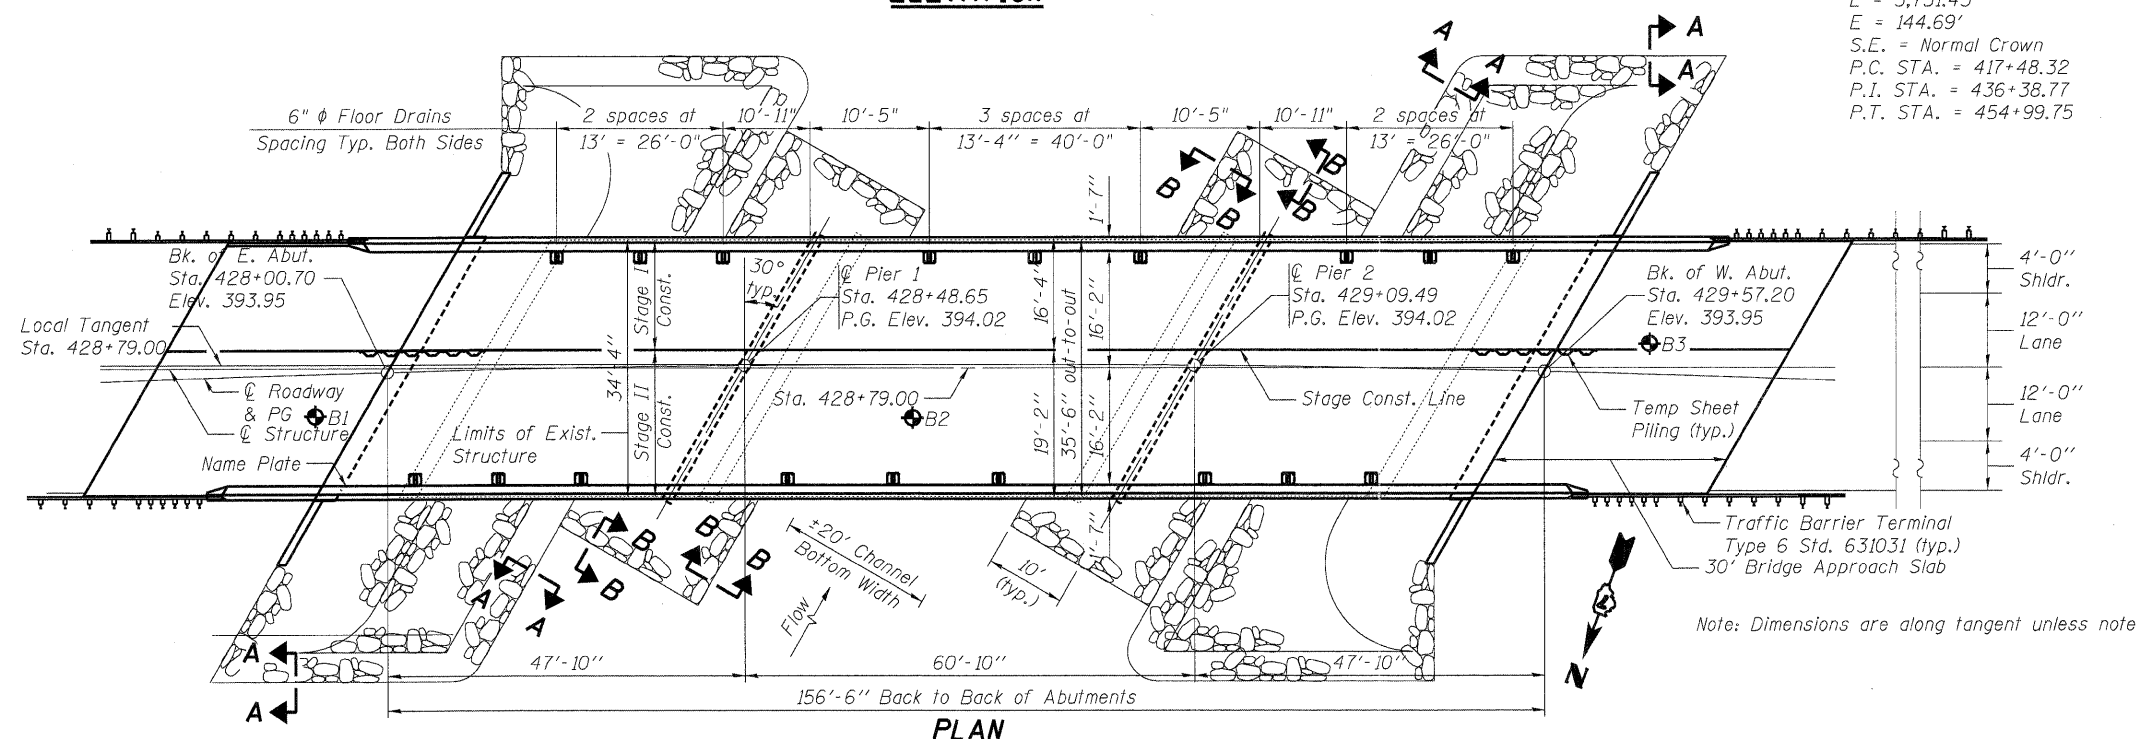 E = 144.69'
S.E. = Normal Crown
P.C. STA. = 417+48.32
P.I. STA. = 436+38.77
P.T. STA. = 454+99.75
A
A
A
A
6" ϕ Floor Drains
Spacing Typ. Both Sides
2 spaces at
13' = 26'-0"
10'-11"
10'-5"
3 spaces at
13'-4" = 40'-0"
10'-5"
10'-11"
2 spaces at
13' = 26'-0"
B
B
B
B
1'-7"
Bk. of E. Abut.
Sta. 428+00.70
Elev. 393.95
Local Tangent
Sta. 428+79.00
Stage I
Const.
30°
typ.
℄ Pier 1
Sta. 428+48.65
P.G. Elev. 394.02
16'-4"
16'-2"
℄ Pier 2
Sta. 429+09.49
P.G. Elev. 394.02
Bk. of W. Abut.
Sta. 429+57.20
Elev. 393.95
B3
4'-0"
Shldr.
12'-0"
Lane
12'-0"
Lane
4'-0"
Shldr.
34'-4"
35'-6" out-to-out
℄ Roadway
& PG
℄ Structure
B1
Name Plate
Limits of Exist.
Structure
Stage II
Const.
Sta. 428+79.00
B2
19'-2"
16'-2"
Stage Const. Line
Temp Sheet
Piling (typ.)
Traffic Barrier Terminal
Type 6 Std. 631031 (typ.)
30' Bridge Approach Slab
B
B
B
B
A
A
±20' Channel
Bottom Width
Flow
10'
(typ.)
1'-7"
N
Note: Dimensions are along tangent unless note
A
A
47'-10"
60'-10"
47'-10"
156'-6" Back to Back of Abutments
PLAN